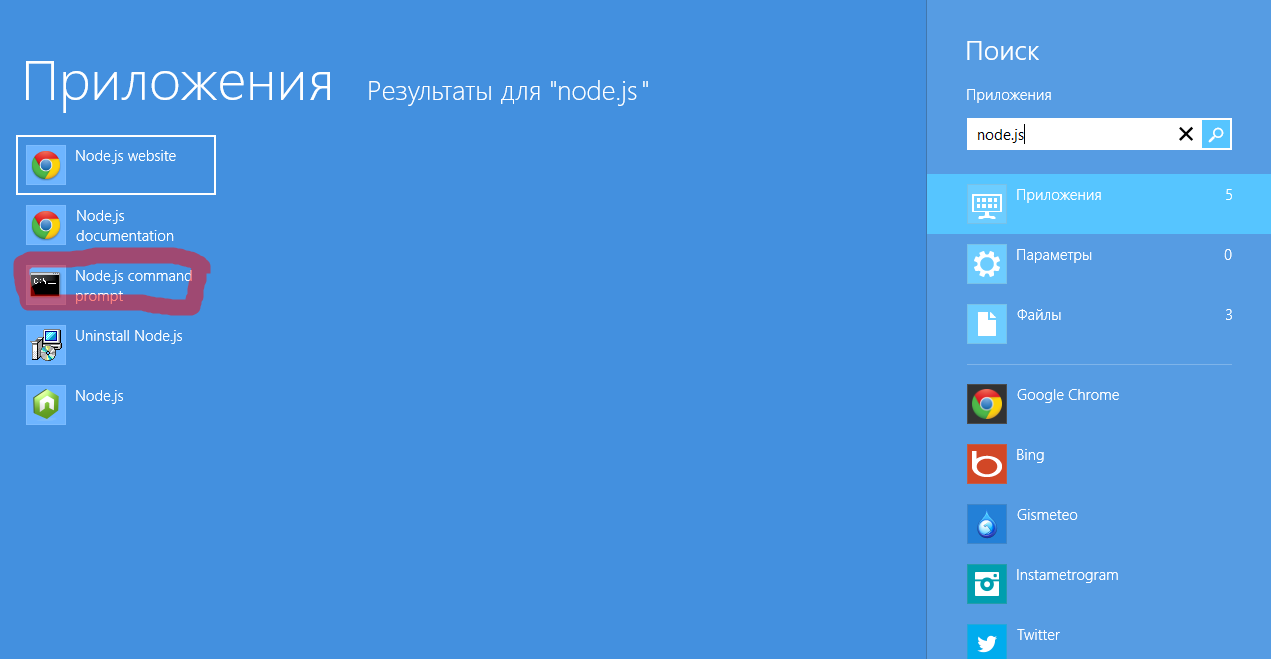 Приложения
Результаты для "node.js"
Node.js website
Node.js
documentation
C:\_
Node.js command
prompt
Uninstall Node.js
Node.js
Поиск
Приложения
node.js
Приложения 5
Параметры 0
Файлы 3
Google Chrome
Bing
Gismeteo
Instametrogram
Twitter